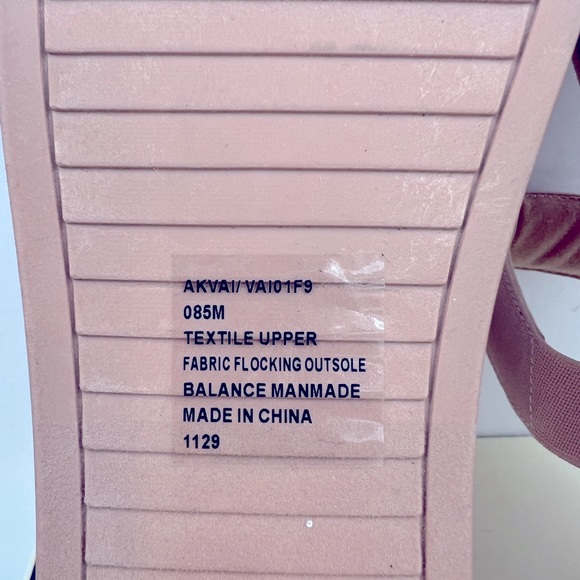 AKVAI/VAI01F9
085M
TEXTILE UPPER
FABRIC FLOCKING OUTSOLE
BALANCE MANMADE
MADE IN CHINA
1129